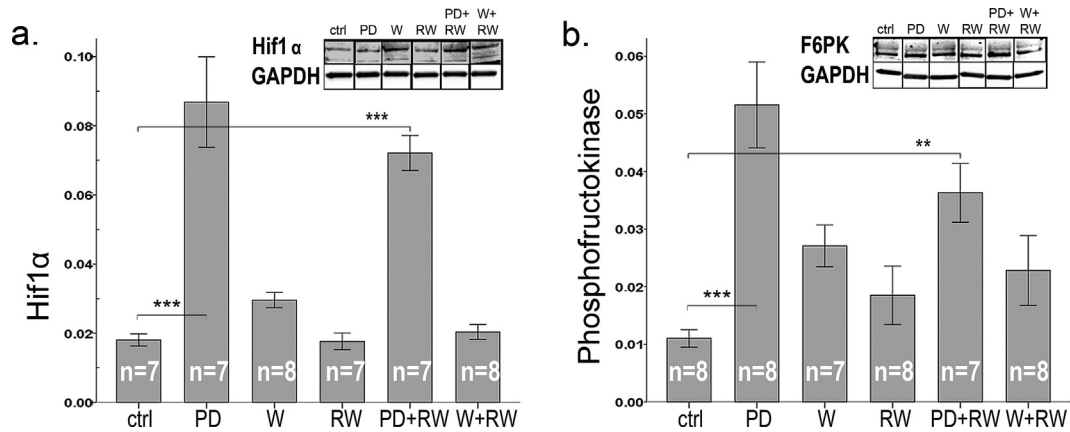 a.
ctrl PD W RW PD+ RW W+ RW
Hif1 α
GAPDH
0.10
0.08
0.06
0.04
0.02
0.00
Hif1α
***
***
n=7 n=7 n=8 n=7 n=7 n=8
ctrl PD W RW PD+RW W+RW
b.
ctrl PD W RW PD+ RW W+ RW
F6PK
GAPDH
0.06
0.05
0.04
0.03
0.02
0.01
0.00
Phosphofructokinase
**
***
n=8 n=8 n=7 n=8 n=7 n=8
ctrl PD W RW PD+RW W+RW